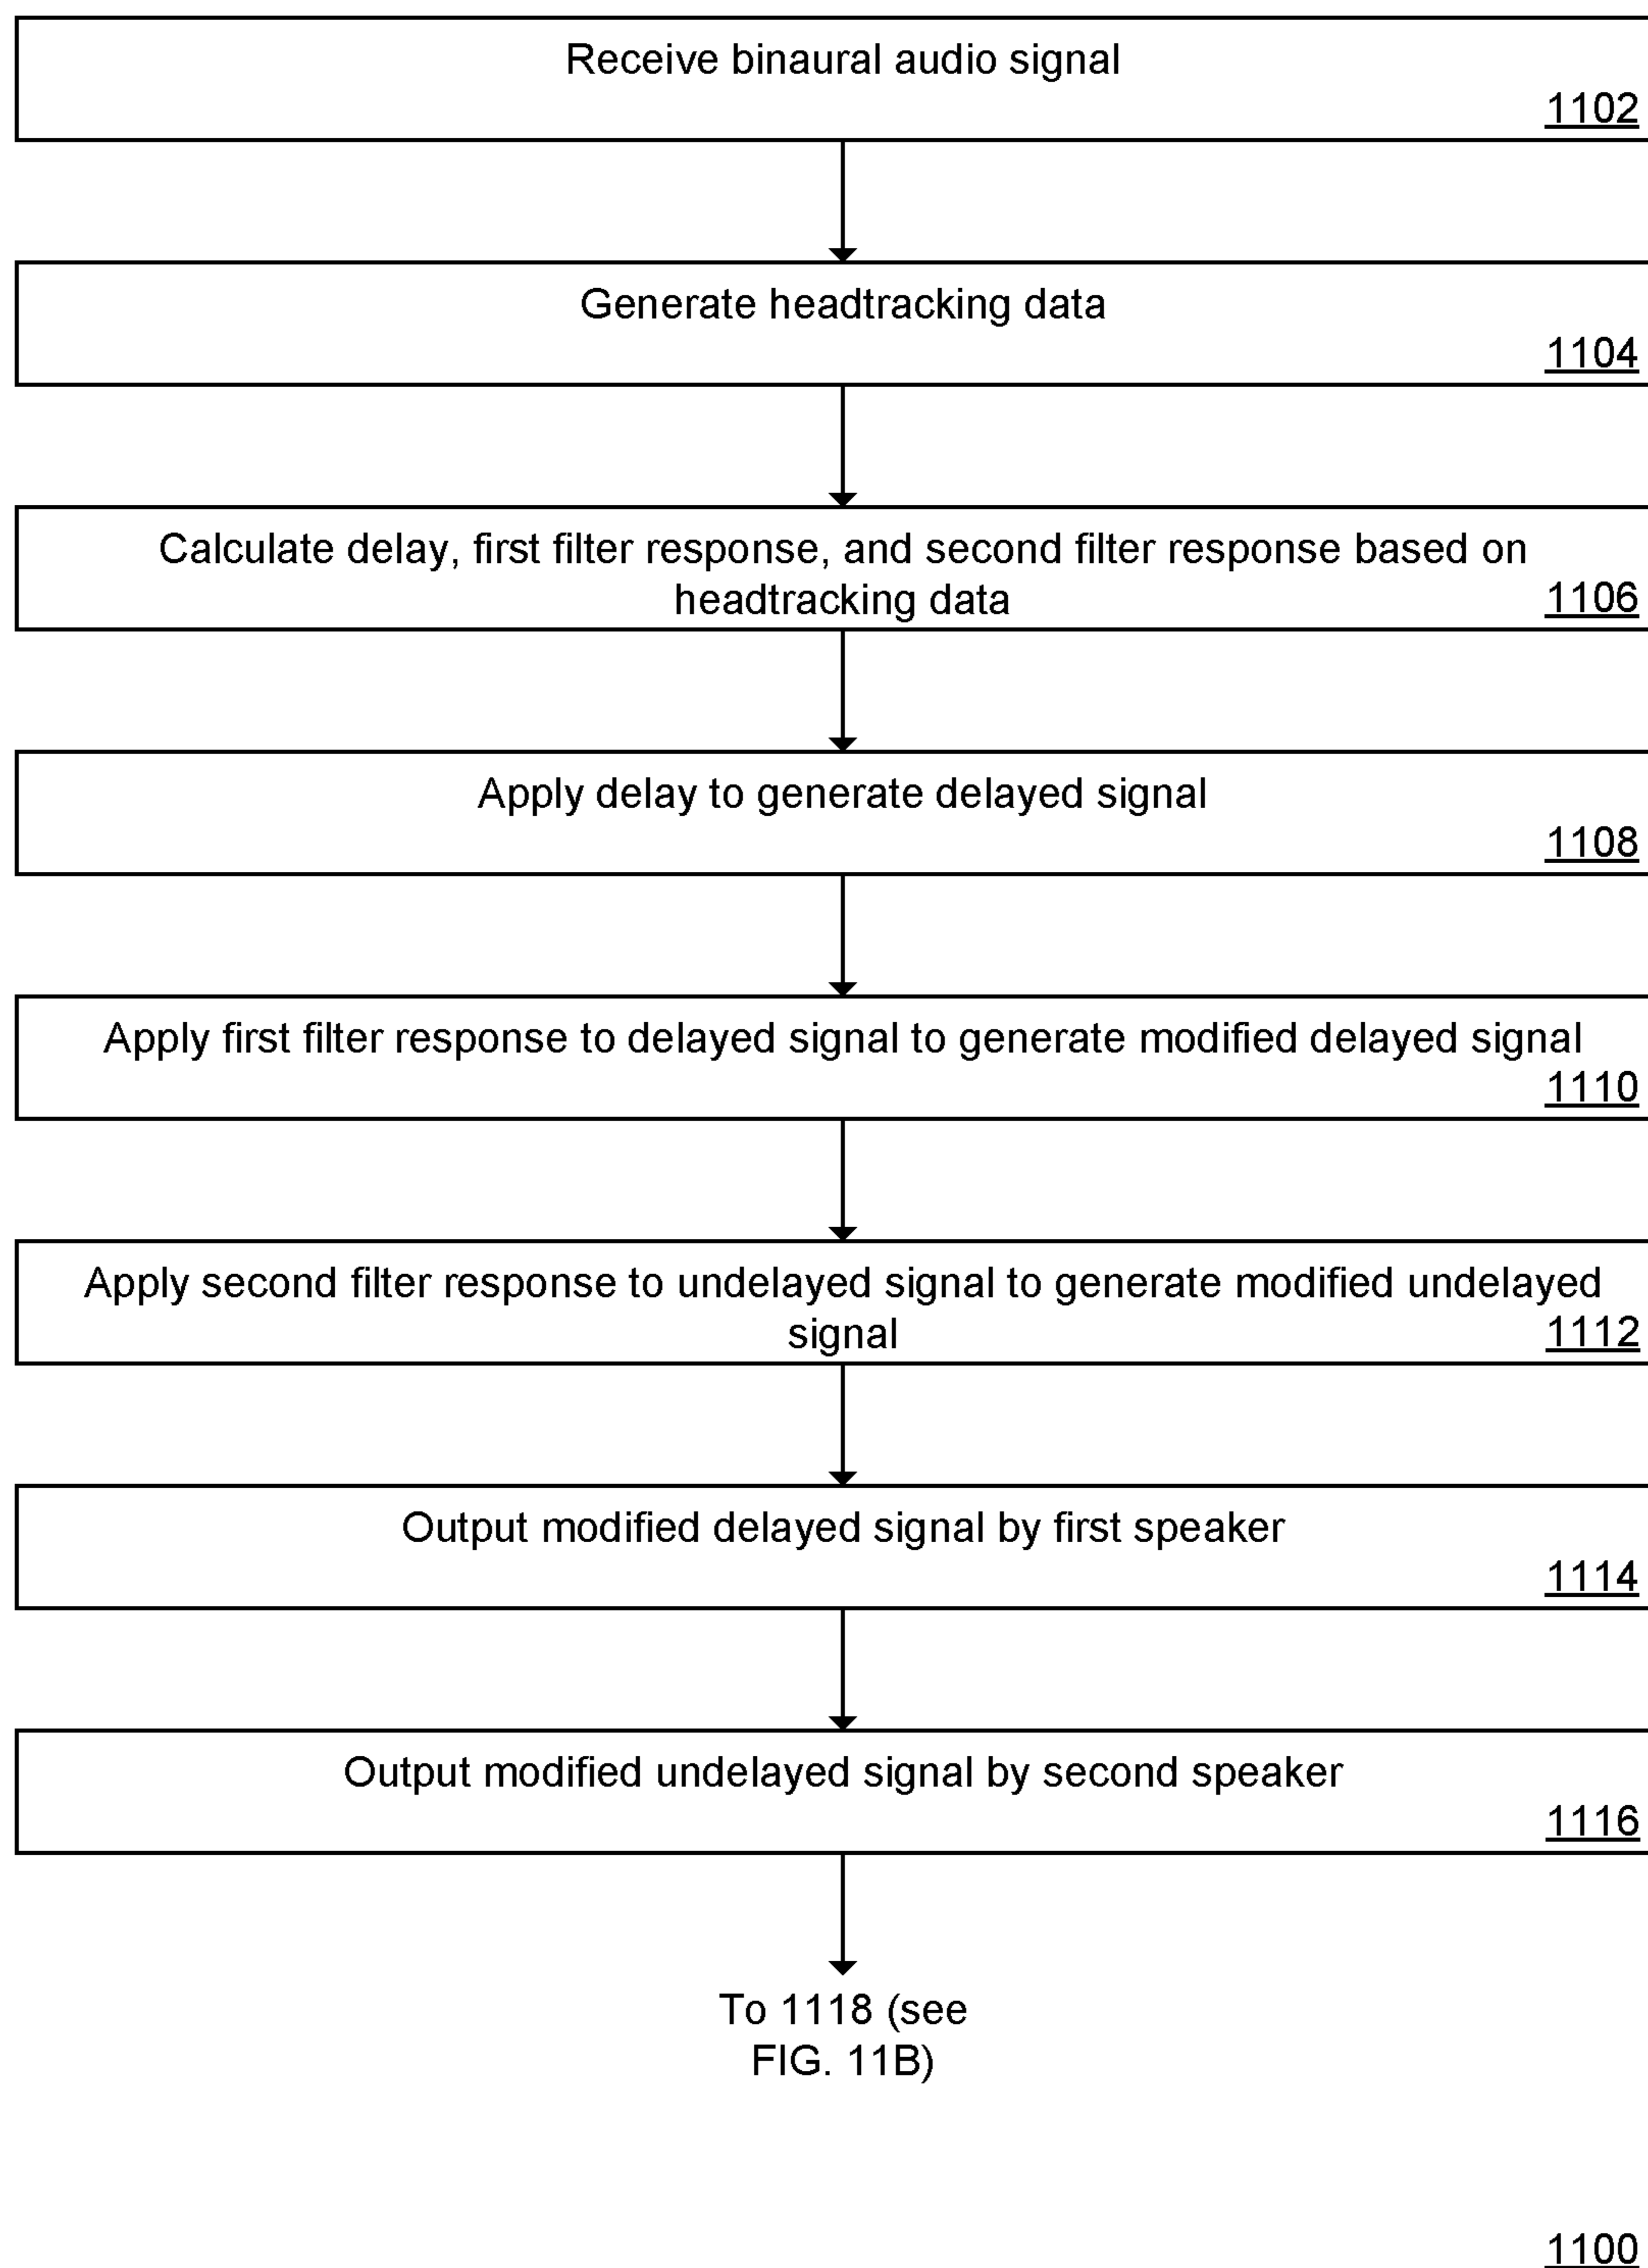 Receive binaural audio signal
1102
Generate headtracking data
1104
Calculate delay, first filter response, and second filter response based on
headtracking data
1106
Apply delay to generate delayed signal
1108
Apply first filter response to delayed signal to generate modified delayed signal
1110
Apply second filter response to undelayed signal to generate modified undelayed
signal
1112
Output modified delayed signal by first speaker
1114
Output modified undelayed signal by second speaker
1116
To 1118 (see
FIG. 11B)
1100